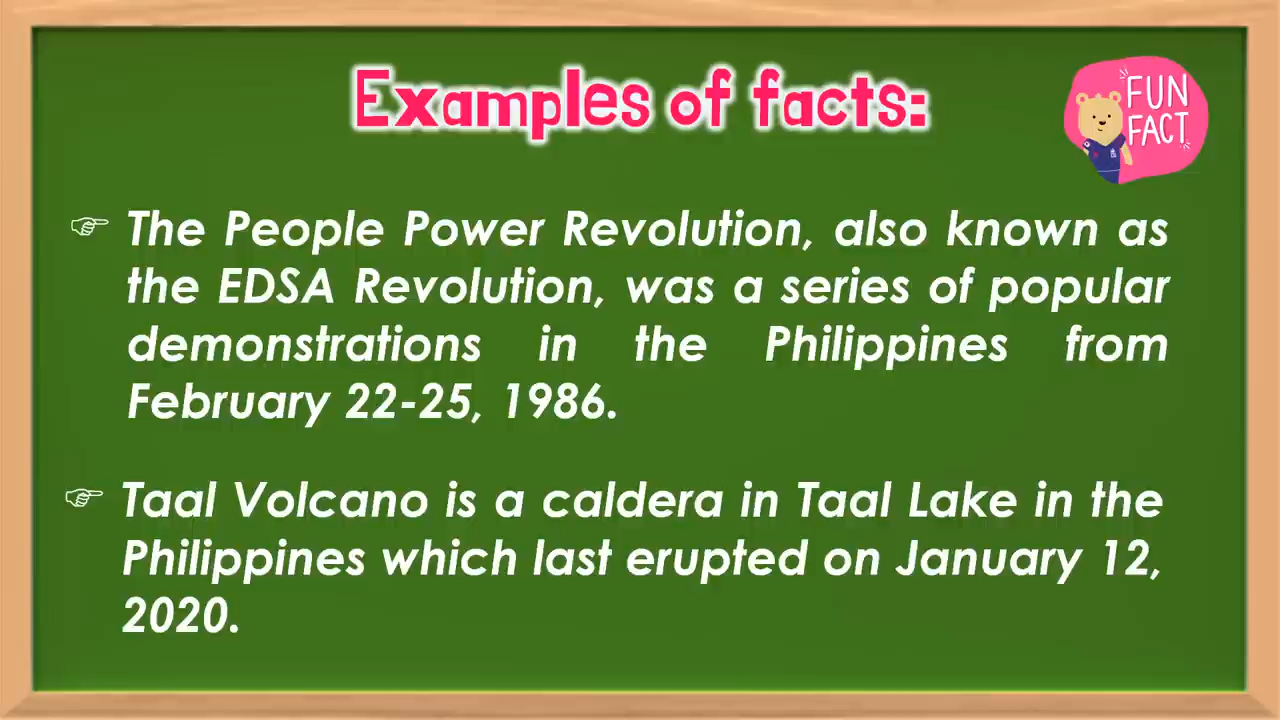 Examples of facts:
FUN
FACT
The People Power Revolution, also known as
the EDSA Revolution, was a series of popular
demonstrations in the Philippines from
February 22-25, 1986.
Taal Volcano is a caldera in Taal Lake in the
Philippines which last erupted on January 12,
2020.